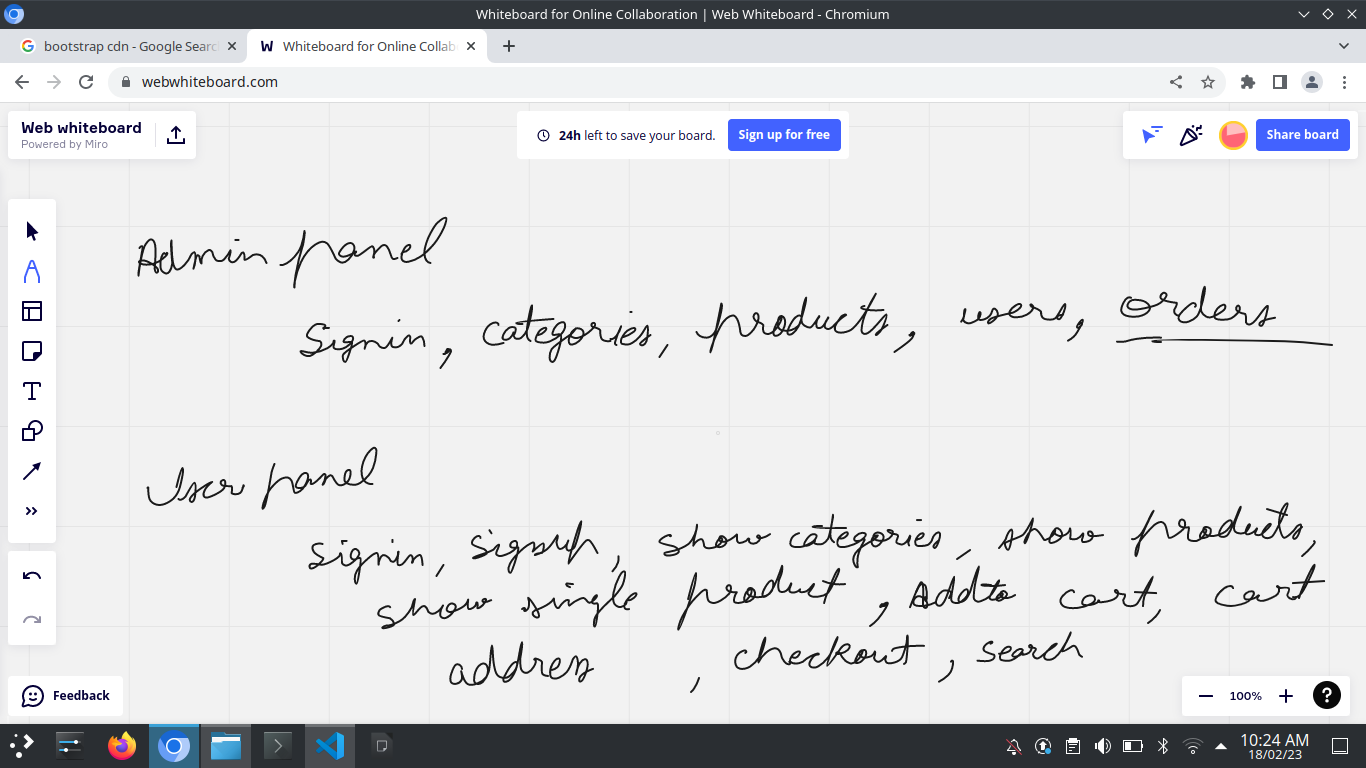 Whiteboard for Online Collaboration | Web Whiteboard - Chromium
bootstrap cdn - Google Searc
Whiteboard for Online Collab
webwhiteboard.com
Web whiteboard
Powered by Miro
24h left to save your board.
Sign up for free
Share board
Admin panel
Signin, categories, products, users, orders
User panel
signin, signup, show categories, show products,
show single product, Add to cart, cart
address , checkout, search
Feedback
100%
?
10:24 AM
18/02/23